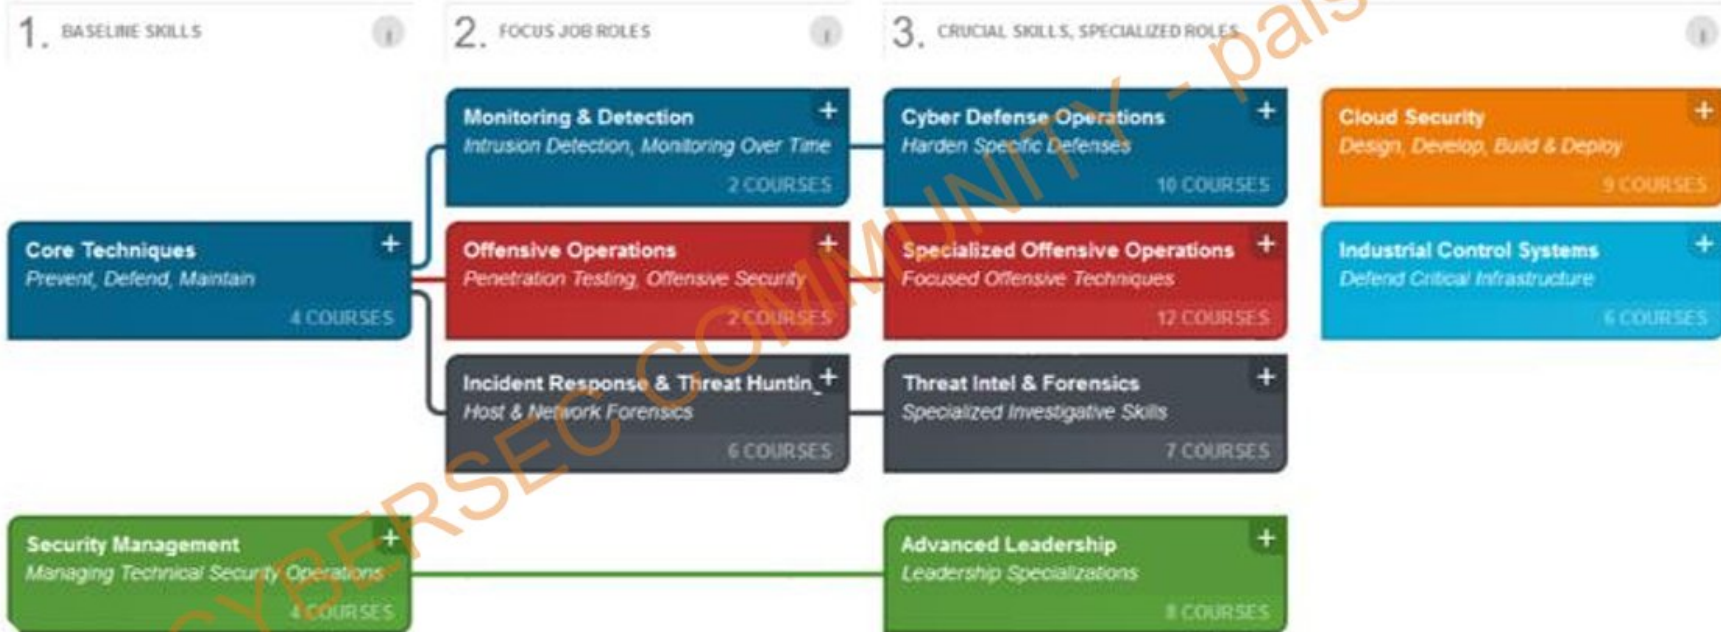 1. BASELINE SKILLS
2. FOCUS JOB ROLES
3. CRUCIAL SKILLS, SPECIALIZED ROLES
Monitoring & Detection
Intrusion Detection, Monitoring Over Time
2 COURSES
Cyber Defense Operations
Harden Specific Defenses
10 COURSES
Cloud Security
Design, Develop, Build & Deploy
9 COURSES
Core Techniques
Prevent, Defend, Maintain
4 COURSES
Offensive Operations
Penetration Testing, Offensive Security
2 COURSES
Specialized Offensive Operations
Focused Offensive Techniques
12 COURSES
Industrial Control Systems
Defend Critical Infrastructure
6 COURSES
Incident Response & Threat Huntin
Host & Network Forensics
6 COURSES
Threat Intel & Forensics
Specialized Investigative Skills
7 COURSES
Security Management
Managing Technical Security Operations
4 COURSES
Advanced Leadership
Leadership Specializations
8 COURSES
CYBERSEC COMMUNITY - pais